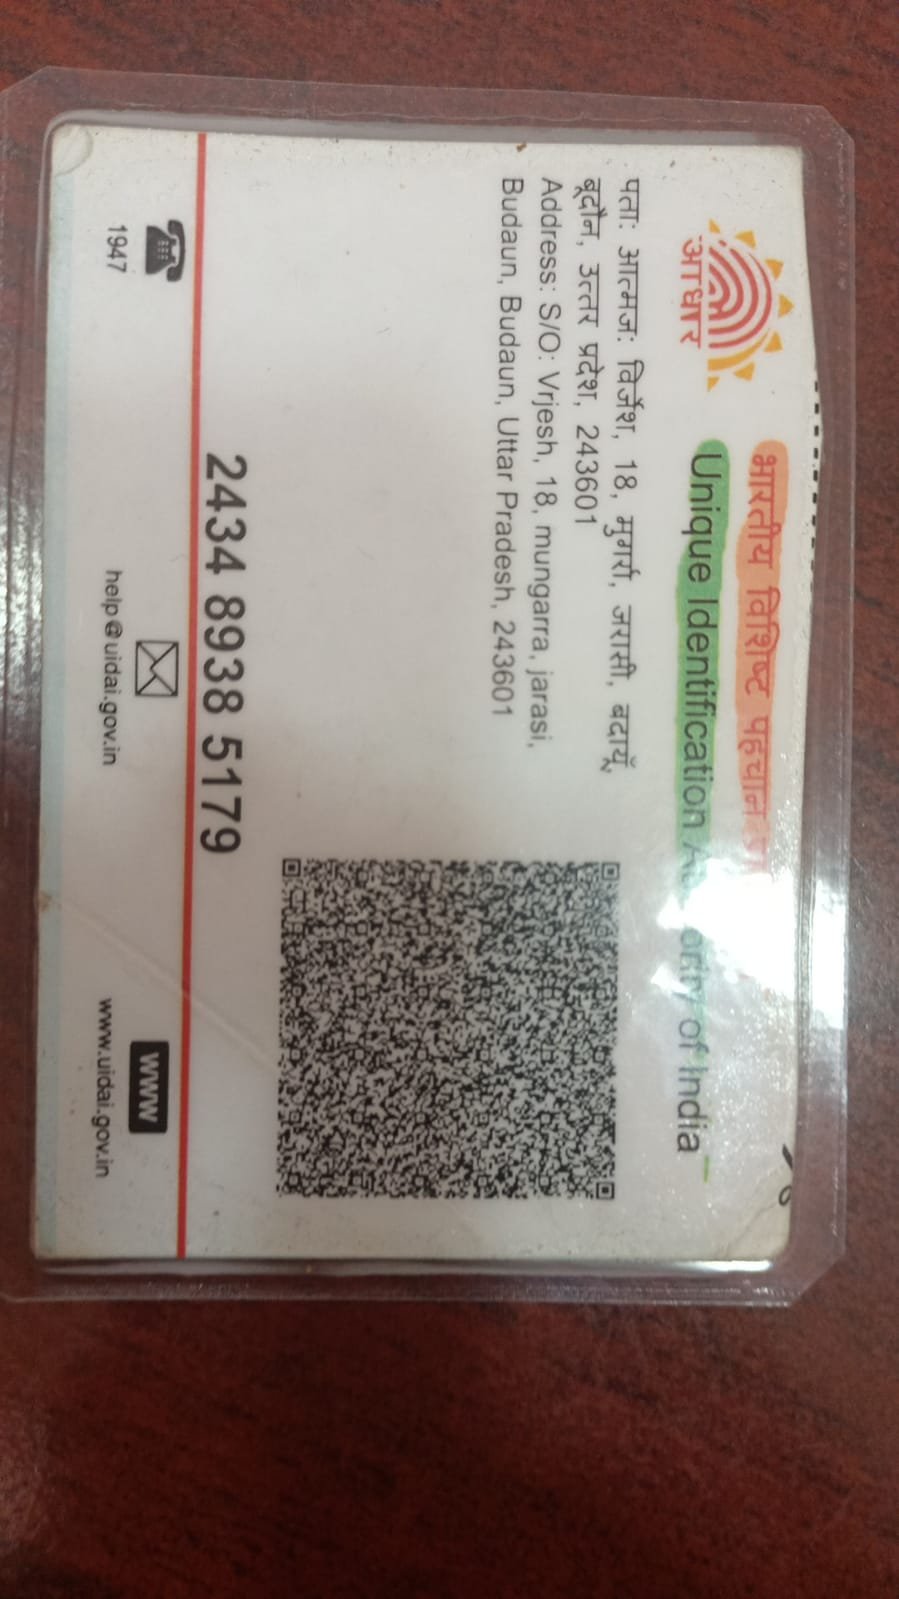 भारतीय विशिष्ट पहचान
Unique Identification of India
आधार
पता: आत्मज: विर्जेश, 18, मुगर्रा, जरासी, बदायूँ
बूदौन, उत्तर प्रदेश, 243601
Address: S/O: Vrjesh, 18, mungarra, jarasi,
Budaun, Budaun, Uttar Pradesh, 243601
2434 8938 5179
1947
help@uidai.gov.in
www
www.uidai.gov.in